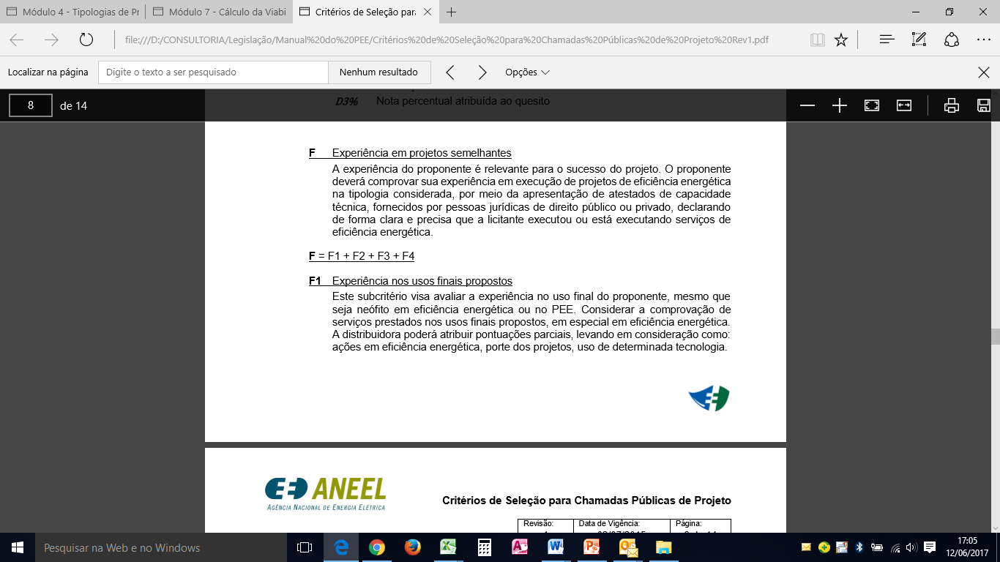 Módulo 4 - Tipologias de Pr
Módulo 7 - Cálculo da Viabi
Critérios de Seleção par
file:///D:/CONSULTORIA/Legislação/Manual%20do%20PEE/Critérios%20de%20Seleção%20para%20Chamadas%20Públicas%20de%20Projeto%20Rev1.pdf
Localizar na página
Digite o texto a ser pesquisado
Nenhum resultado
Opções
8 de 14
D3% Nota percentual atribuída ao quesito
F Experiência em projetos semelhantes
A experiência do proponente é relevante para o sucesso do projeto. O proponente
deverá comprovar sua experiência em execução de projetos de eficiência energética
na tipologia considerada, por meio da apresentação de atestados de capacidade
técnica, fornecidos por pessoas jurídicas de direito público ou privado, declarando
de forma clara e precisa que a licitante executou ou está executando serviços de
eficiência energética.
F = F1 + F2 + F3 + F4
F1 Experiência nos usos finais propostos
Este subcritério visa avaliar a experiência no uso final do proponente, mesmo que
seja neófito em eficiência energética ou no PEE. Considerar a comprovação de
serviços prestados nos usos finais propostos, em especial em eficiência energética.
A distribuidora poderá atribuir pontuações parciais, levando em consideração como:
ações em eficiência energética, porte dos projetos, uso de determinada tecnologia.
ANEEL
AGÊNCIA NACIONAL DE ENERGIA ELÉTRICA
Critérios de Seleção para Chamadas Públicas de Projeto
Revisão:
Data de Vigência:
Página:
Pesquisar na Web e no Windows
17:05
12/06/2017